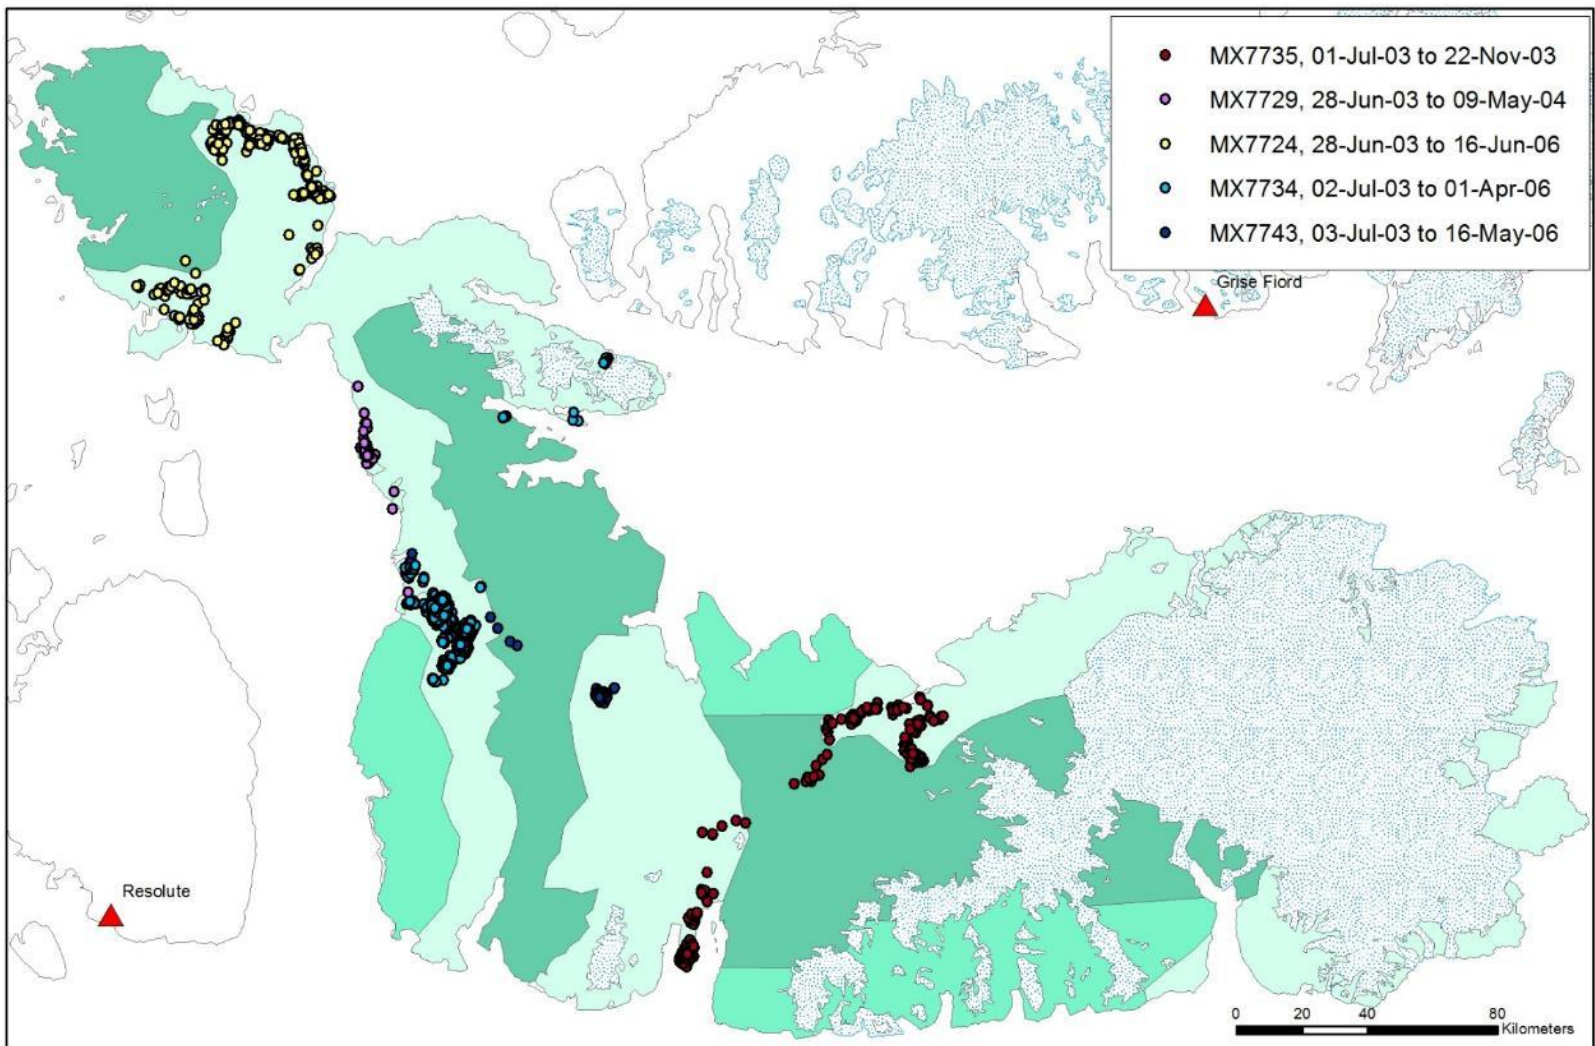 MX7735, 01-Jul-03 to 22-Nov-03
MX7729, 28-Jun-03 to 09-May-04
MX7724, 28-Jun-03 to 16-Jun-06
MX7734, 02-Jul-03 to 01-Apr-06
MX7743, 03-Jul-03 to 16-May-06
Grise Fiord
Resolute
0 20 40 80
Kilometers